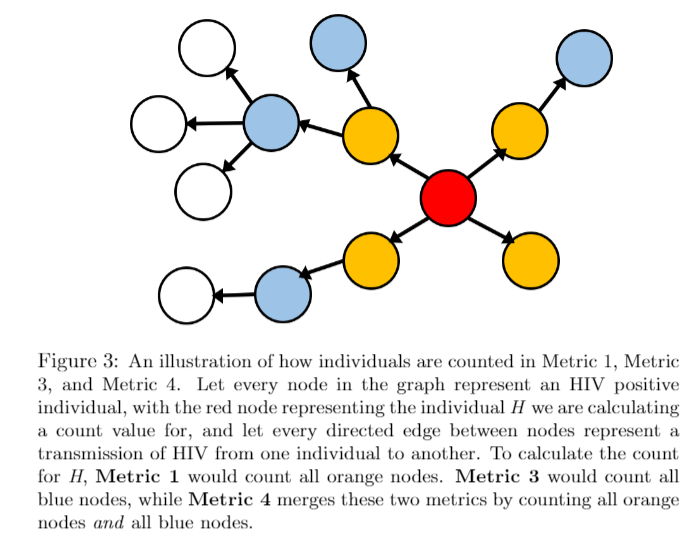 Figure 3: An illustration of how individuals are counted in Metric 1, Metric
3, and Metric 4. Let every node in the graph represent an HIV positive
individual, with the red node representing the individual H we are calculating
a count value for, and let every directed edge between nodes represent a
transmission of HIV from one individual to another. To calculate the count
for H, Metric 1 would count all orange nodes. Metric 3 would count all
blue nodes, while Metric 4 merges these two metrics by counting all orange
nodes and all blue nodes.